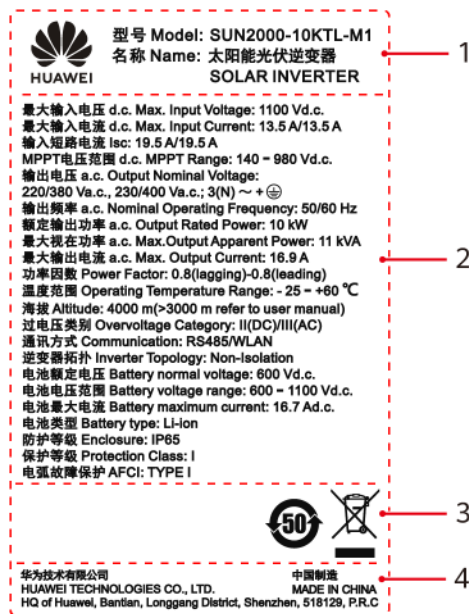 HUAWEI
型号 Model: SUN2000-10KTL-M1
名称 Name: 太阳能光伏逆变器
SOLAR INVERTER
1
最大输入电压 d.c. Max. Input Voltage: 1100 Vd.c.
最大输入电流 d.c. Max. Input Current: 13.5 A/13.5 A
输入短路电流 Isc: 19.5 A/19.5 A
MPPT电压范围 d.c. MPPT Range: 140 - 980 Vd.c.
输出电压 a.c. Output Nominal Voltage:
220/380 Va.c., 230/400 Va.c.; 3(N) ~ + ⏚
输出频率 a.c. Nominal Operating Frequency: 50/60 Hz
额定输出功率 a.c. Output Rated Power: 10 kW
最大视在功率 a.c. Max.Output Apparent Power: 11 kVA
最大输出电流 a.c. Max. Output Current: 16.9 A
功率因数 Power Factor: 0.8(lagging)-0.8(leading)
温度范围 Operating Temperature Range: - 25 - +60 ℃
海拔 Altitude: 4000 m(>3000 m refer to user manual)
过电压类别 Overvoltage Category: II(DC)/III(AC)
通讯方式 Communication: RS485/WLAN
逆变器拓扑 Inverter Topology: Non-Isolation
电池额定电压 Battery normal voltage: 600 Vd.c.
电池电压范围 Battery voltage range: 600 - 1100 Vd.c.
电池最大电流 Battery maximum current: 16.7 Ad.c.
电池类型 Battery type: Li-ion
防护等级 Enclosure: IP65
保护等级 Protection Class: I
电弧故障保护 AFCI: TYPE I
2
50
3
华为技术有限公司
中国制造
HUAWEI TECHNOLOGIES CO., LTD.
MADE IN CHINA
HQ of Huawei, Bantian, Longgang District, Shenzhen, 518129, P.R.C
4